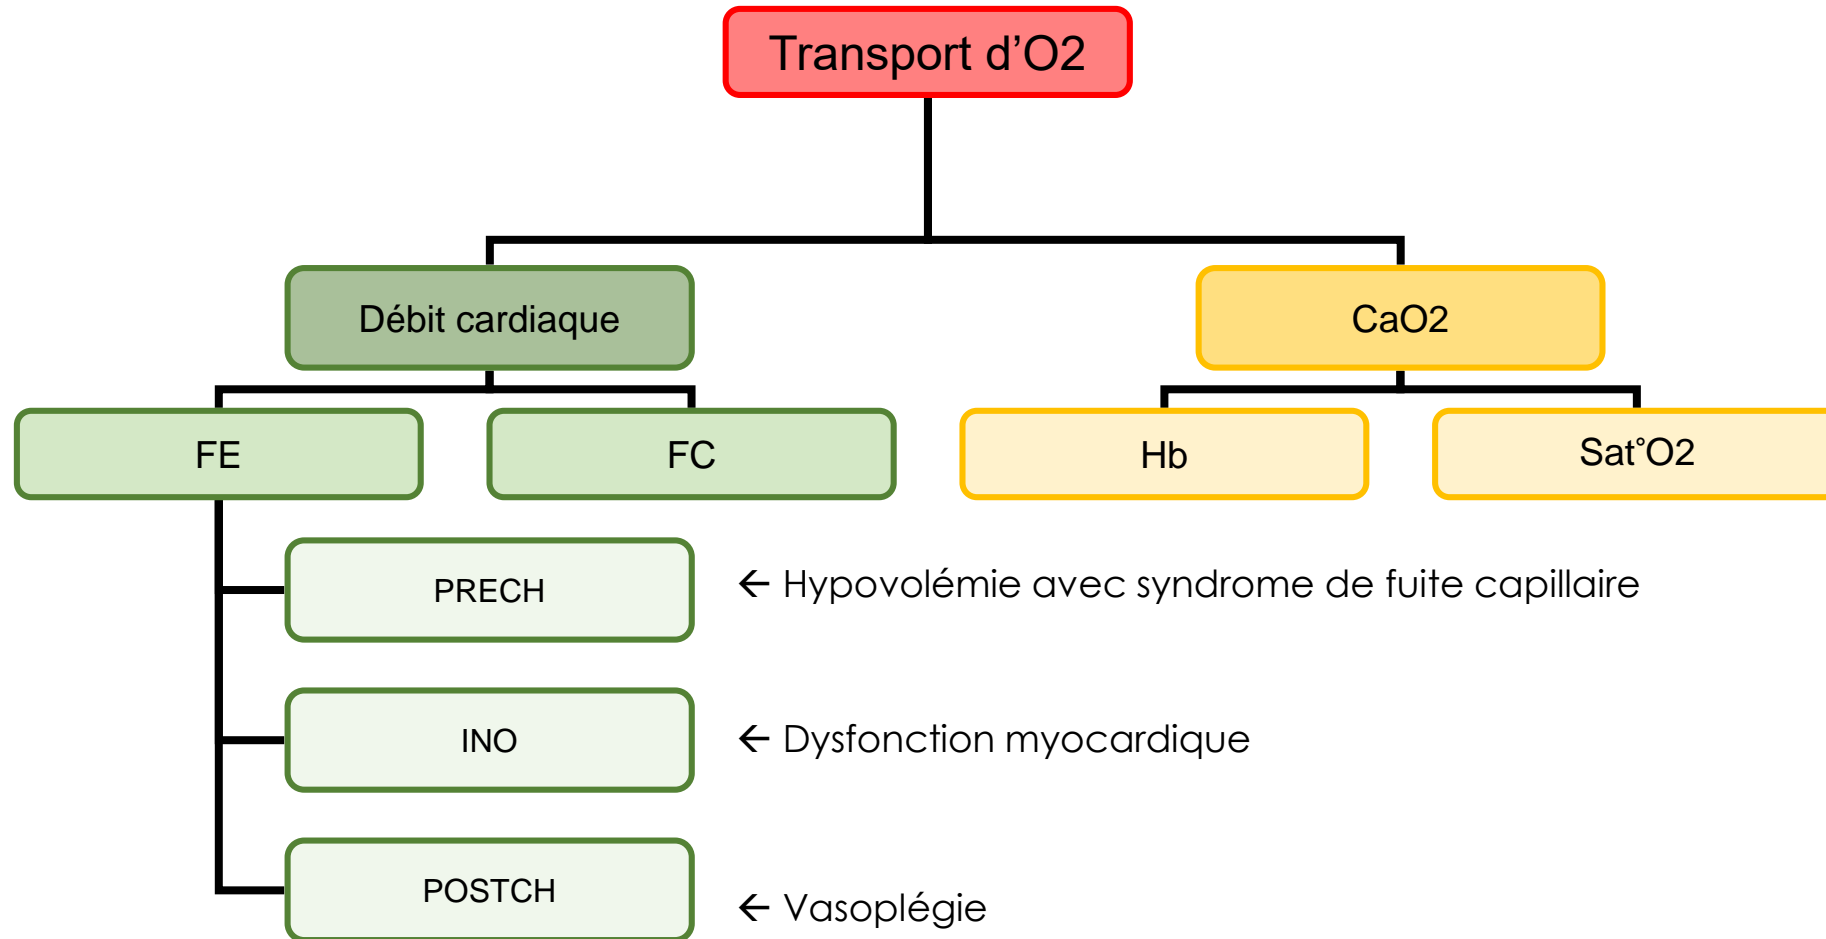 Transport d’O2
Débit cardiaque
CaO2
FE
FC
Hb
Sat°O2
PRECH
← Hypovolémie avec syndrome de fuite capillaire
INO
← Dysfonction myocardique
POSTCH
← Vasoplégie